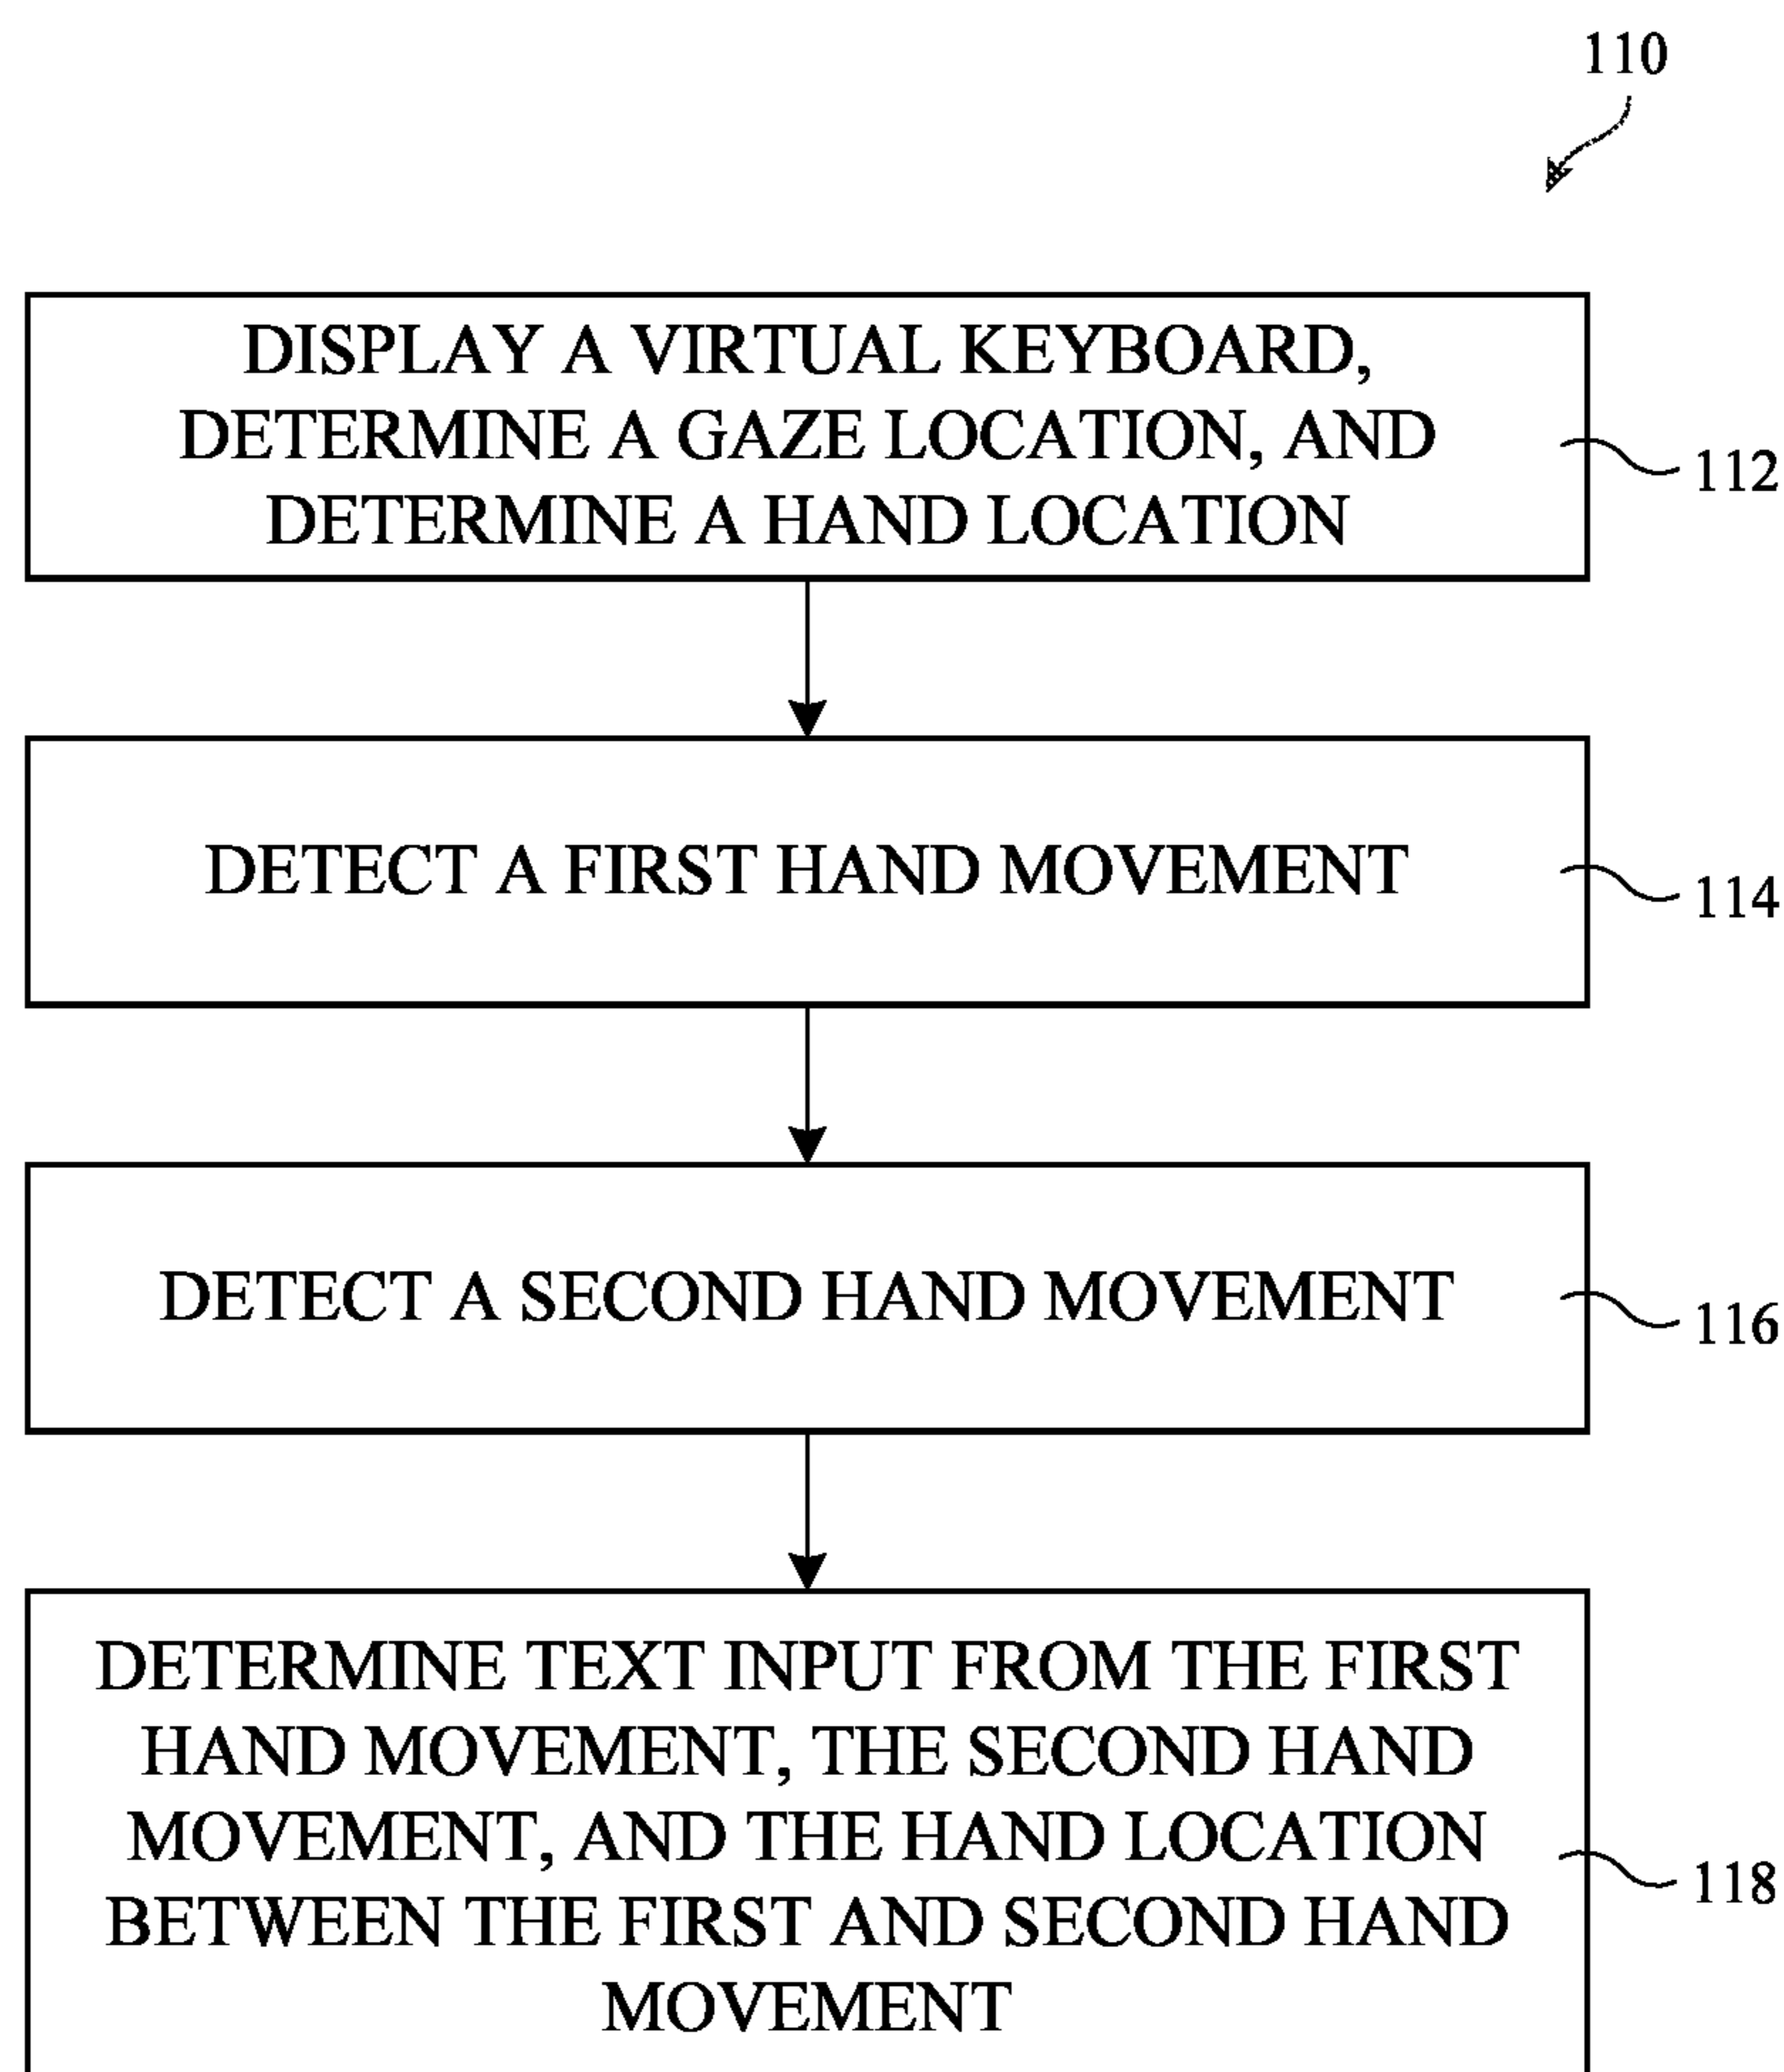 110
DISPLAY A VIRTUAL KEYBOARD,
DETERMINE A GAZE LOCATION, AND
DETERMINE A HAND LOCATION
112
DETECT A FIRST HAND MOVEMENT
114
DETECT A SECOND HAND MOVEMENT
116
DETERMINE TEXT INPUT FROM THE FIRST
HAND MOVEMENT, THE SECOND HAND
MOVEMENT, AND THE HAND LOCATION
BETWEEN THE FIRST AND SECOND HAND
MOVEMENT
118